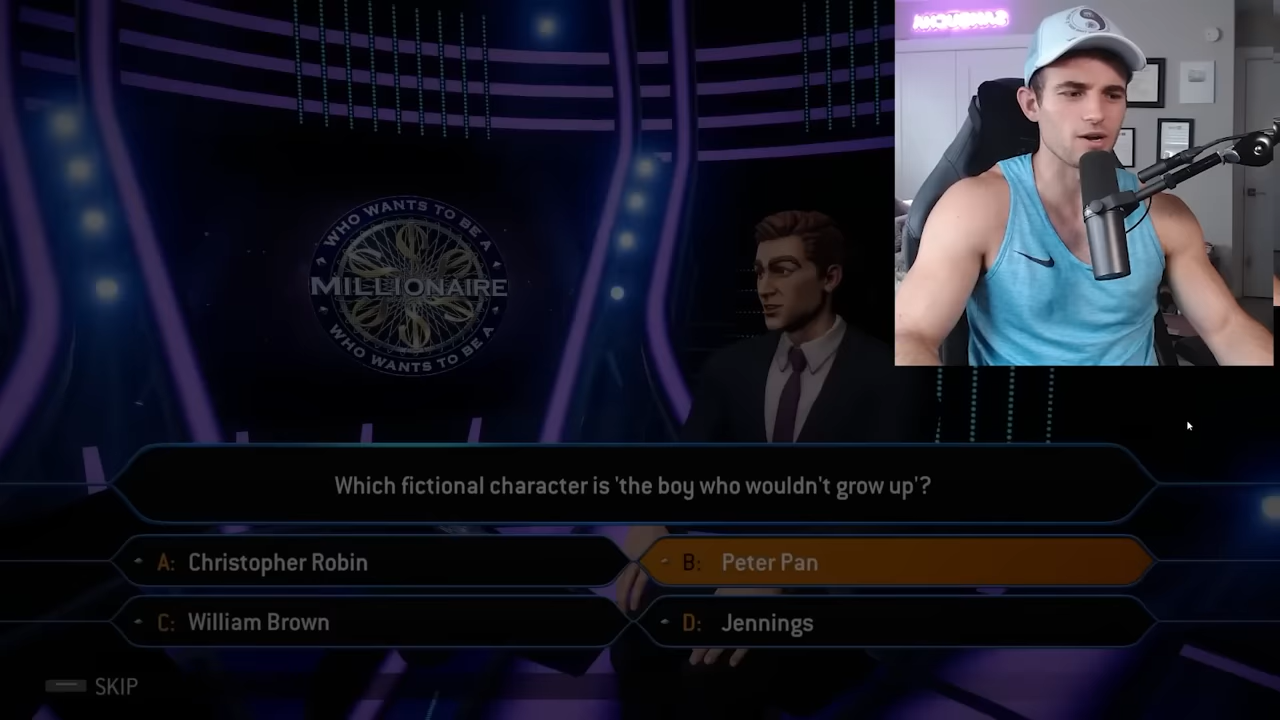 WHO WANTS TO BE A
MILLIONAIRE
WHO WANTS TO BE A
Which fictional character is 'the boy who wouldn't grow up'?
A: Christopher Robin
B: Peter Pan
C: William Brown
D: Jennings
SKIP